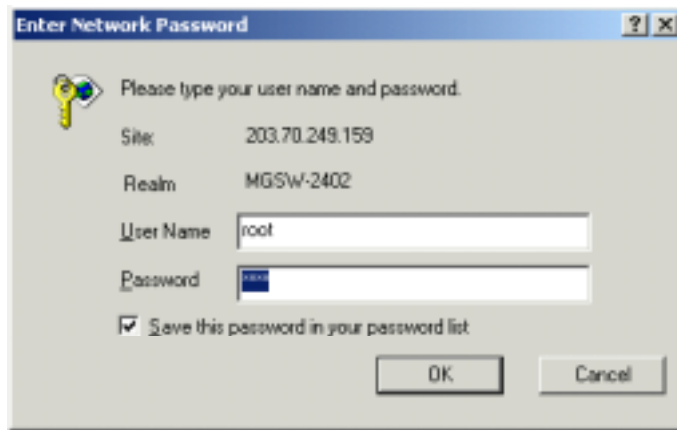 Enter Network Password
Please type your user name and password.
Site: 203.70.249.159
Realm MGSW-2402
User Name root
Password ****
Save this password in your password list
OK Cancel